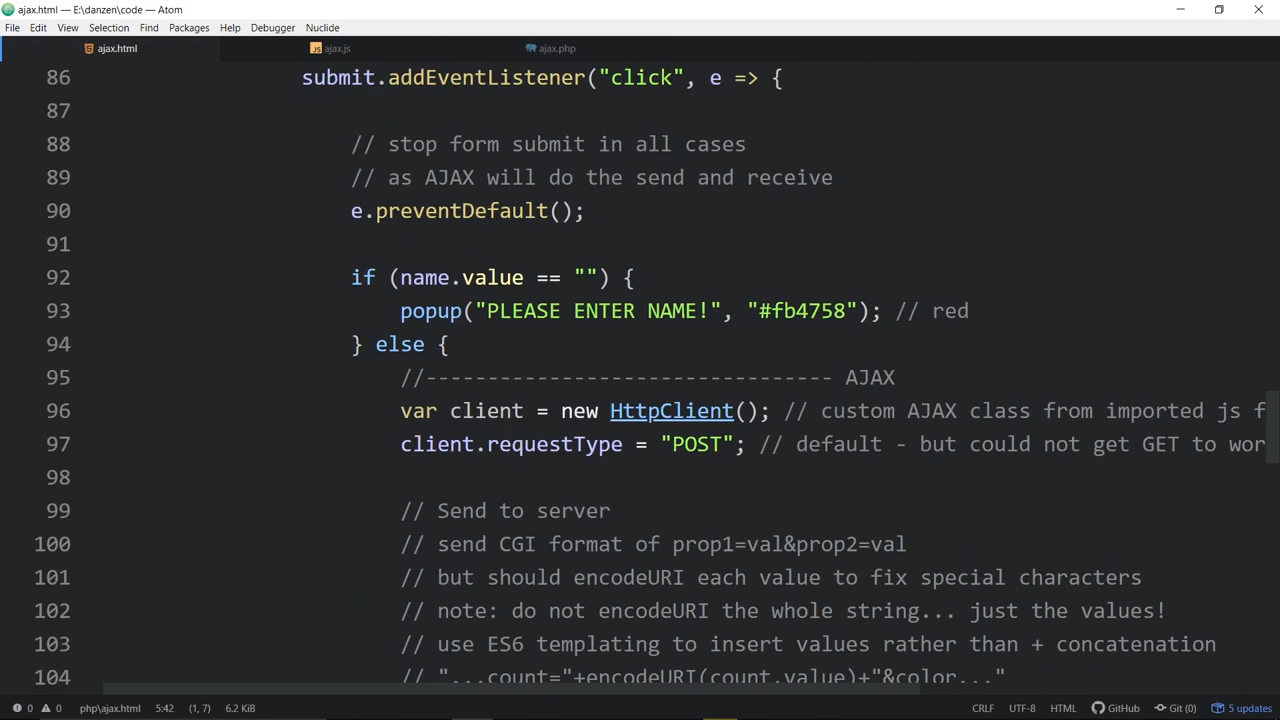 ajax.html — E:\danzen\code — Atom
File Edit View Selection Find Packages Help Debugger Nuclide
ajax.html JS ajax.js ajax.php
86 submit.addEventListener("click", e => {
87
88 // stop form submit in all cases
89 // as AJAX will do the send and receive
90 e.preventDefault();
91
92 if (name.value == "") {
93 popup("PLEASE ENTER NAME!", "#fb4758"); // red
94 } else {
95 //--------------------------------- AJAX
96 var client = new HttpClient(); // custom AJAX class from imported js f
97 client.requestType = "POST"; // default - but could not get GET to wor
98
99 // Send to server
100 // send CGI format of prop1=val&prop2=val
101 // but should encodeURI each value to fix special characters
102 // note: do not encodeURI the whole string... just the values!
103 // use ES6 templating to insert values rather than + concatenation
104 // "...count="+encodeURI(count.value)+"&color..."
0 0 php\ajax.html 5:42 (1, 7) 6.2 KiB CRLF UTF-8 HTML GitHub Git (0) 5 updates